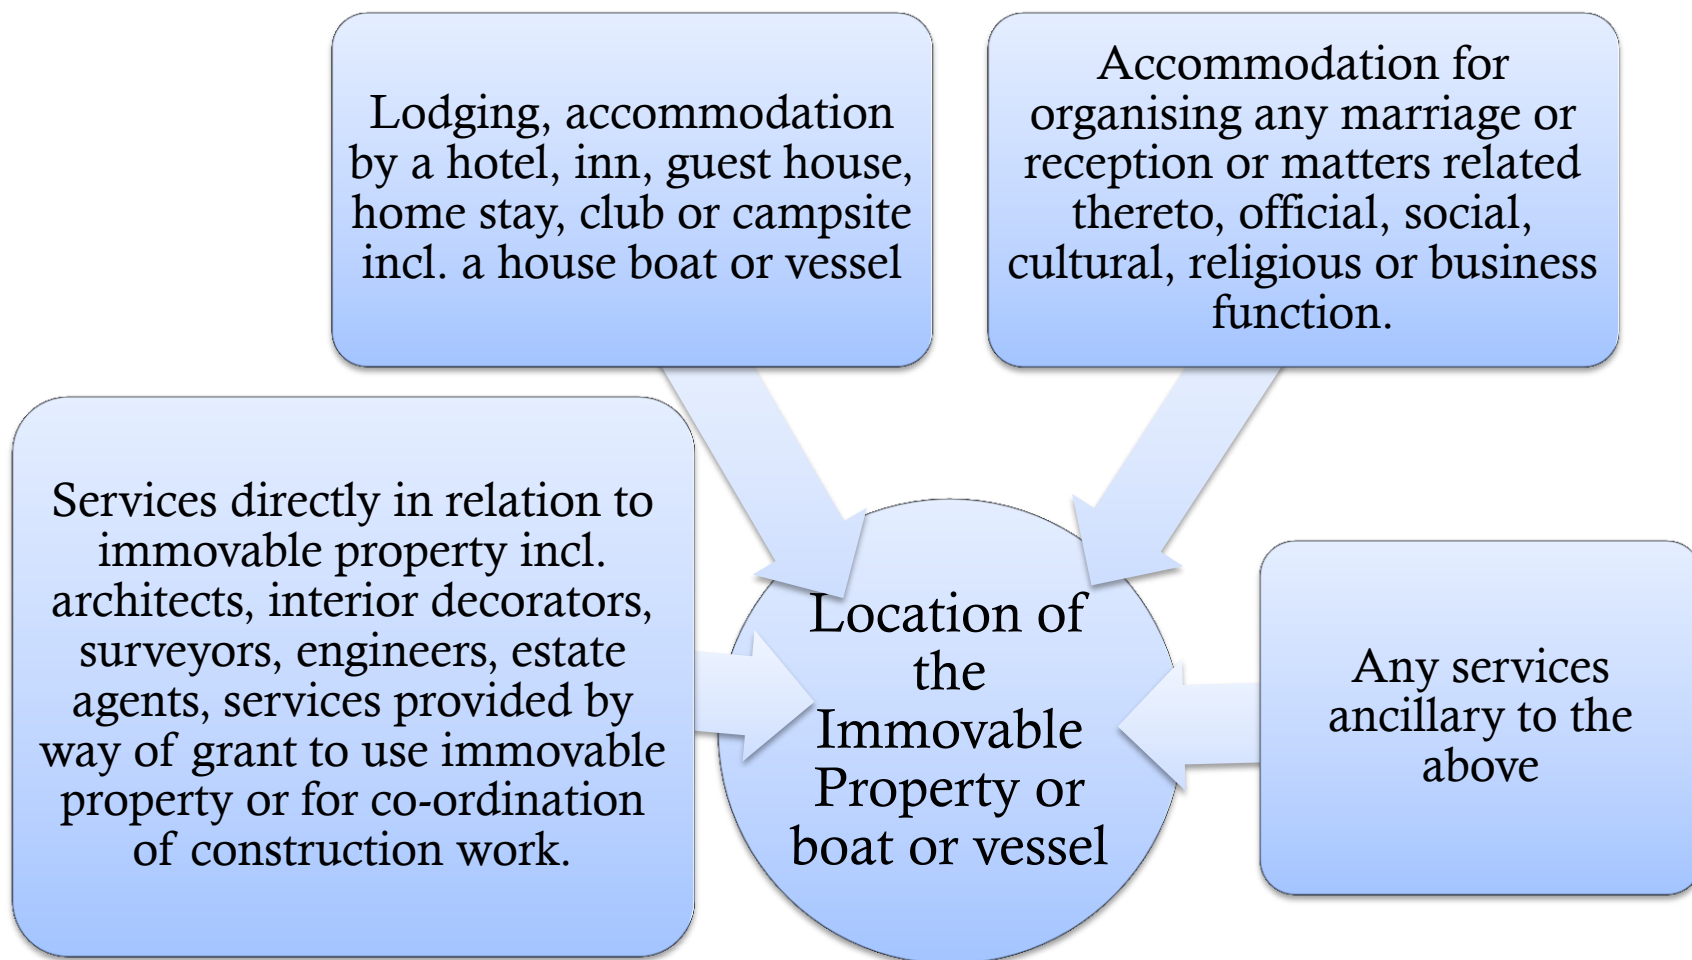 Lodging, accommodation
by a hotel, inn, guest house,
home stay, club or campsite
incl. a house boat or vessel
Accommodation for
organising any marriage or
reception or matters related
thereto, official, social,
cultural, religious or business
function.
Services directly in relation to
immovable property incl.
architects, interior decorators,
surveyors, engineers, estate
agents, services provided by
way of grant to use immovable
property or for co-ordination
of construction work.
Location of
the
Immovable
Property or
boat or vessel
Any services
ancillary to the
above